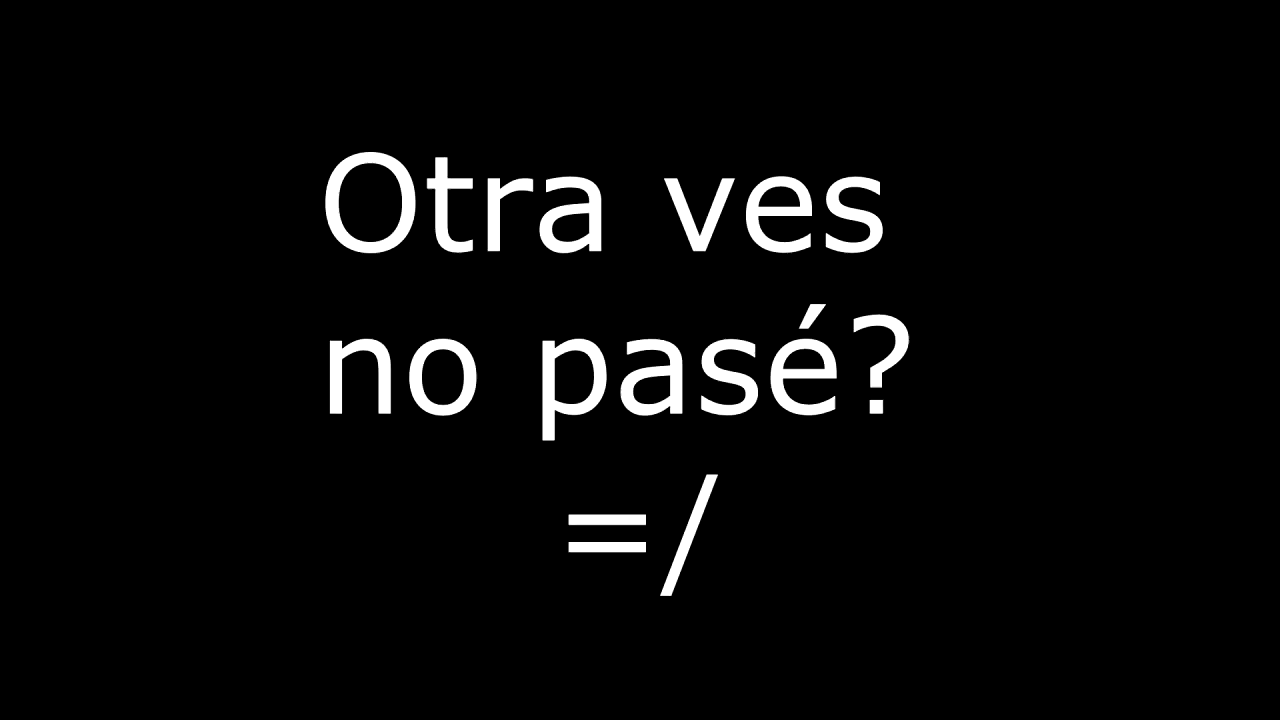 Otra ves
no pasé?
=/